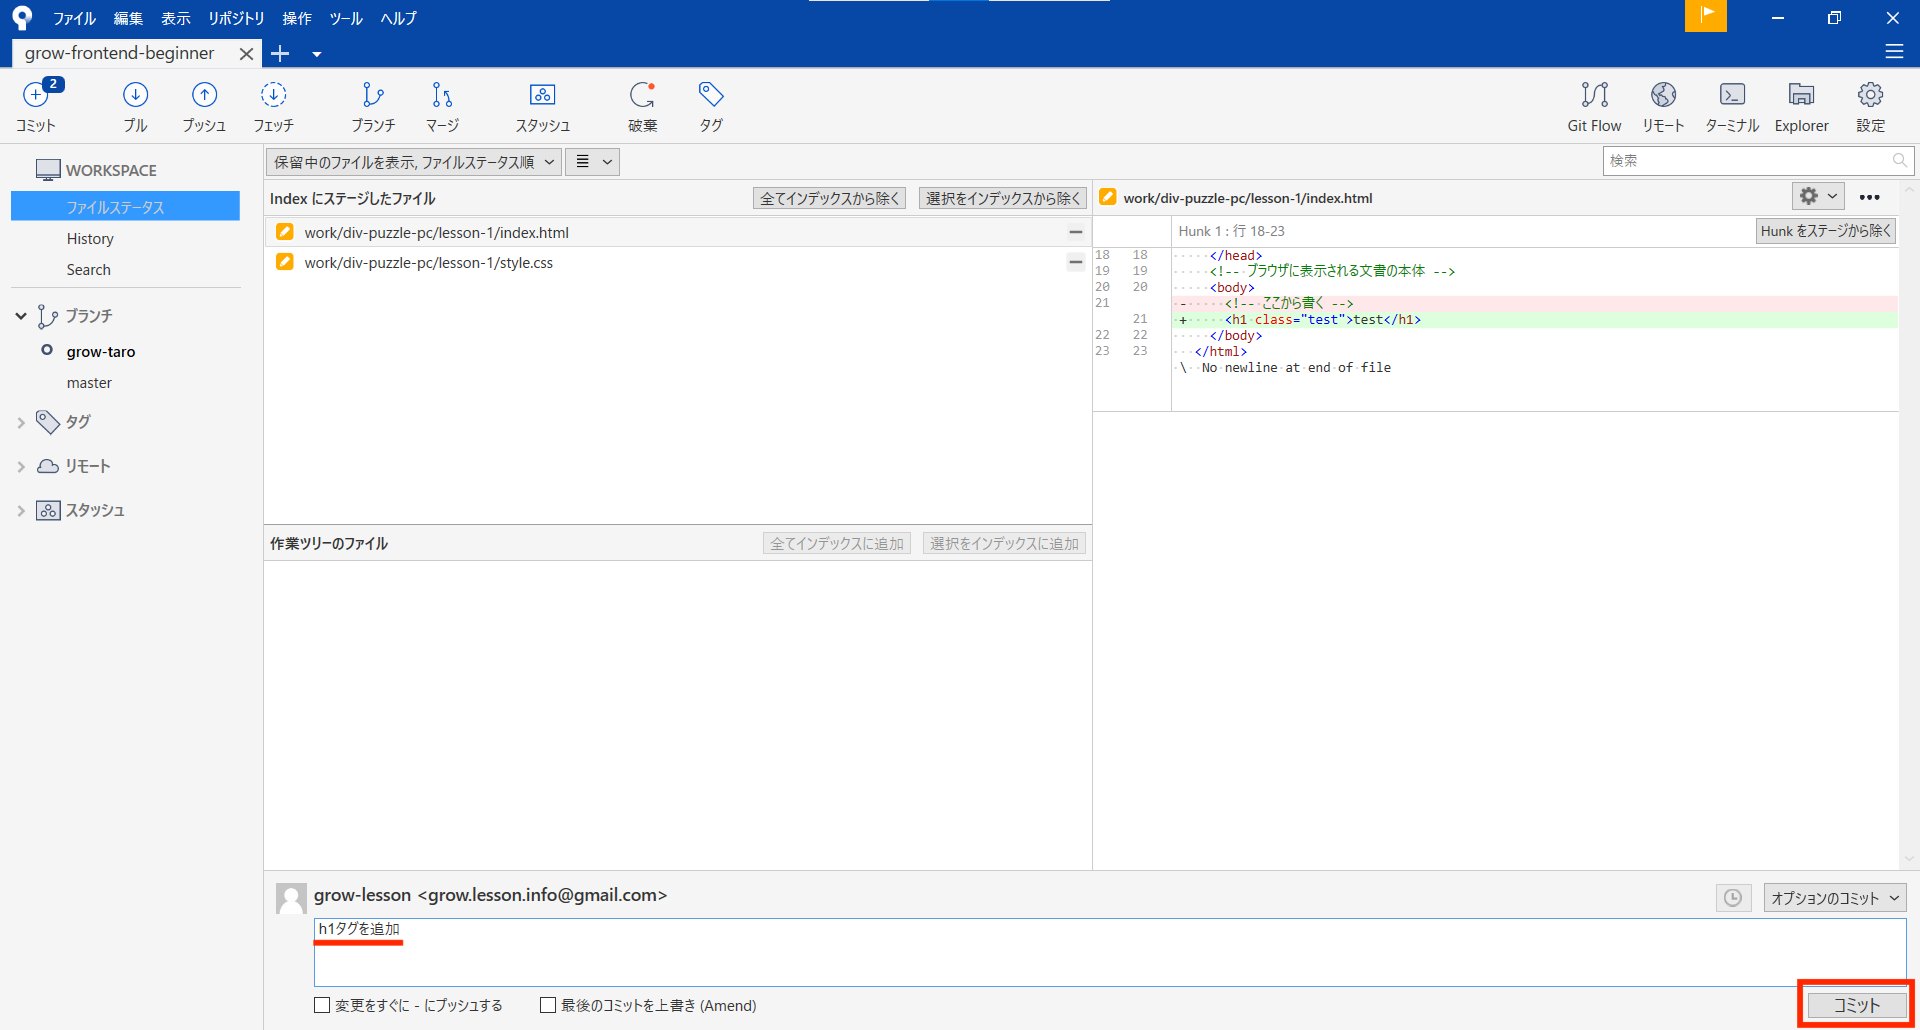 ファイル 編集 表示 リポジトリ 操作 ツール ヘルプ
grow-frontend-beginner
2
コミット プル プッシュ フェッチ ブランチ マージ スタッシュ 破棄 タグ Git Flow リモート ターミナル Explorer 設定
WORKSPACE
ファイルステータス
History
Search
ブランチ
grow-taro
master
タグ
リモート
スタッシュ
保留中のファイルを表示, ファイルステータス順
検索
Index にステージしたファイル 全てインデックスから除く 選択をインデックスから除く
work/div-puzzle-pc/lesson-1/index.html
work/div-puzzle-pc/lesson-1/style.css
作業ツリーのファイル 全てインデックスに追加 選択をインデックスに追加
work/div-puzzle-pc/lesson-1/index.html
Hunk 1 : 行 18-23 Hunk をステージから除く
18 18 </head>
19 19 <!-- ブラウザに表示される文書の本体 -->
20 20 <body>
21 - <!-- ここから書く -->
21 + <h1 class="test">test</h1>
22 22 </body>
23 23 </html>
\ No newline at end of file
grow-lesson <grow.lesson.info@gmail.com>
オプションのコミット
h1タグを追加
変更をすぐに - にプッシュする 最後のコミットを上書き (Amend)
コミット